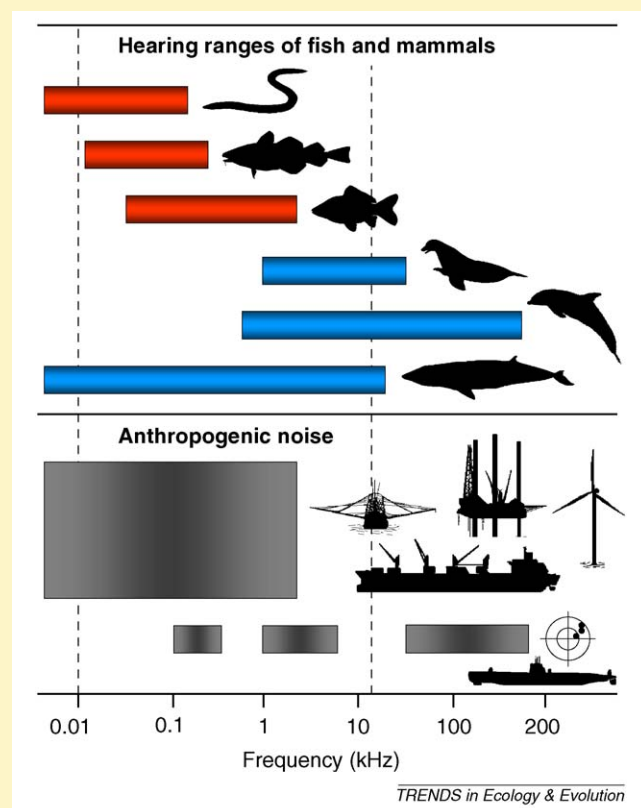 Hearing ranges of fish and mammals
Anthropogenic noise
0.01 0.1 1 10 100 200
Frequency (kHz)
TRENDS in Ecology & Evolution